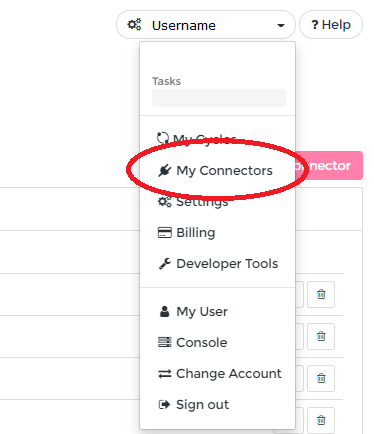 Username
? Help
Tasks
My Cycles
My Connectors
nnector
Settings
Billing
Developer Tools
My User
Console
Change Account
Sign out